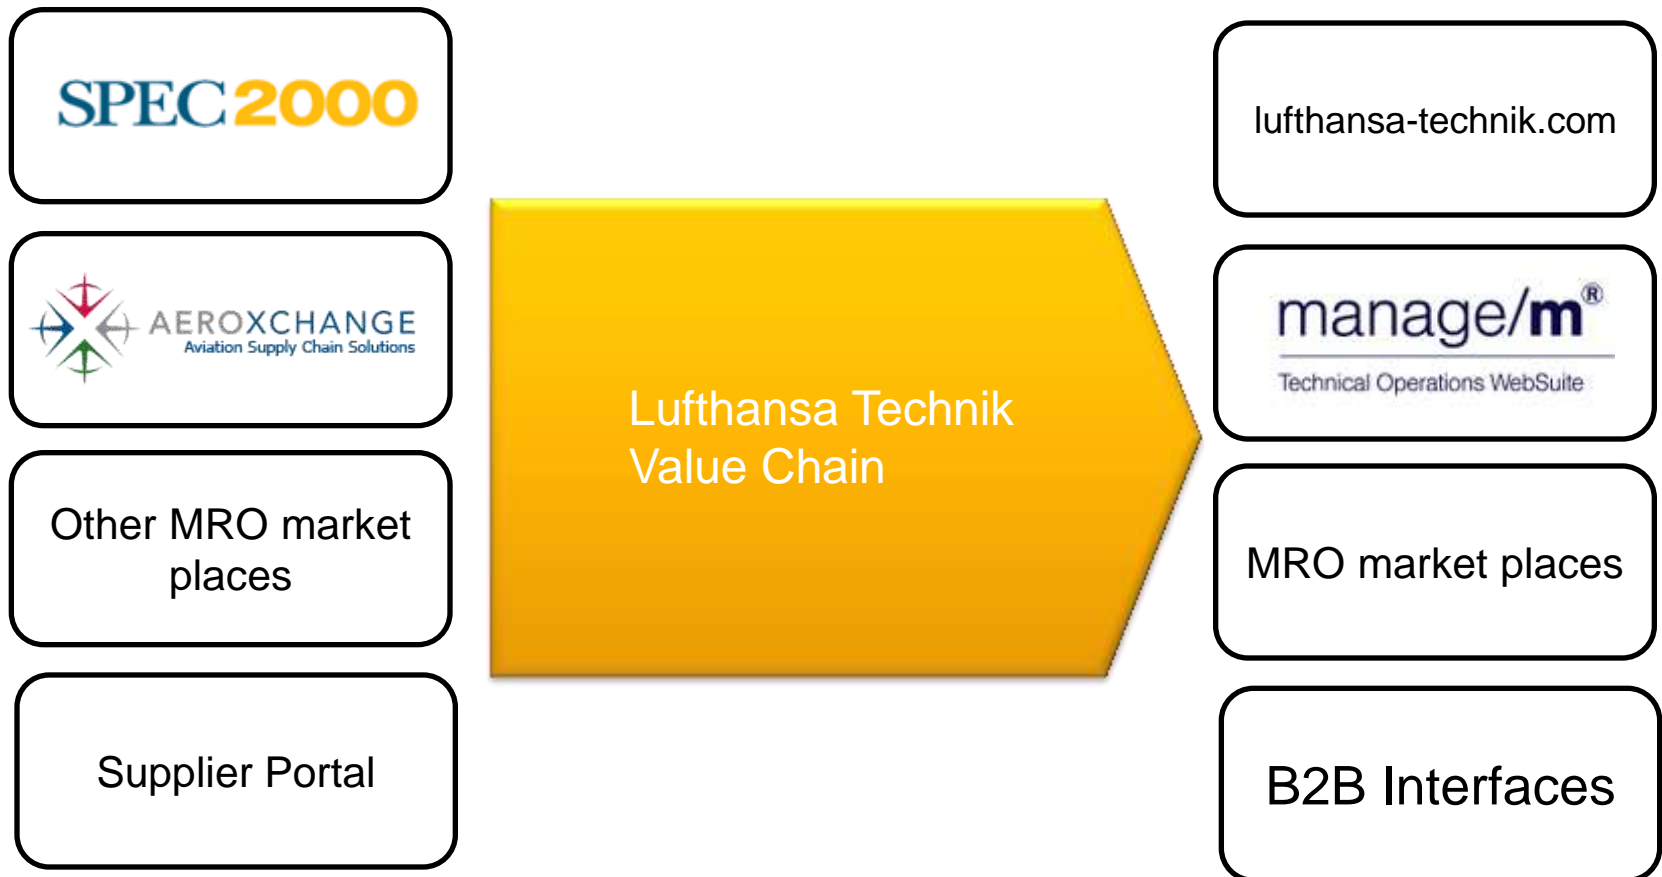 SPEC2000
AEROXCHANGE
Aviation Supply Chain Solutions
Other MRO market
places
Supplier Portal
Lufthansa Technik
Value Chain
lufthansa-technik.com
manage/m®
Technical Operations WebSuite
MRO market places
B2B Interfaces